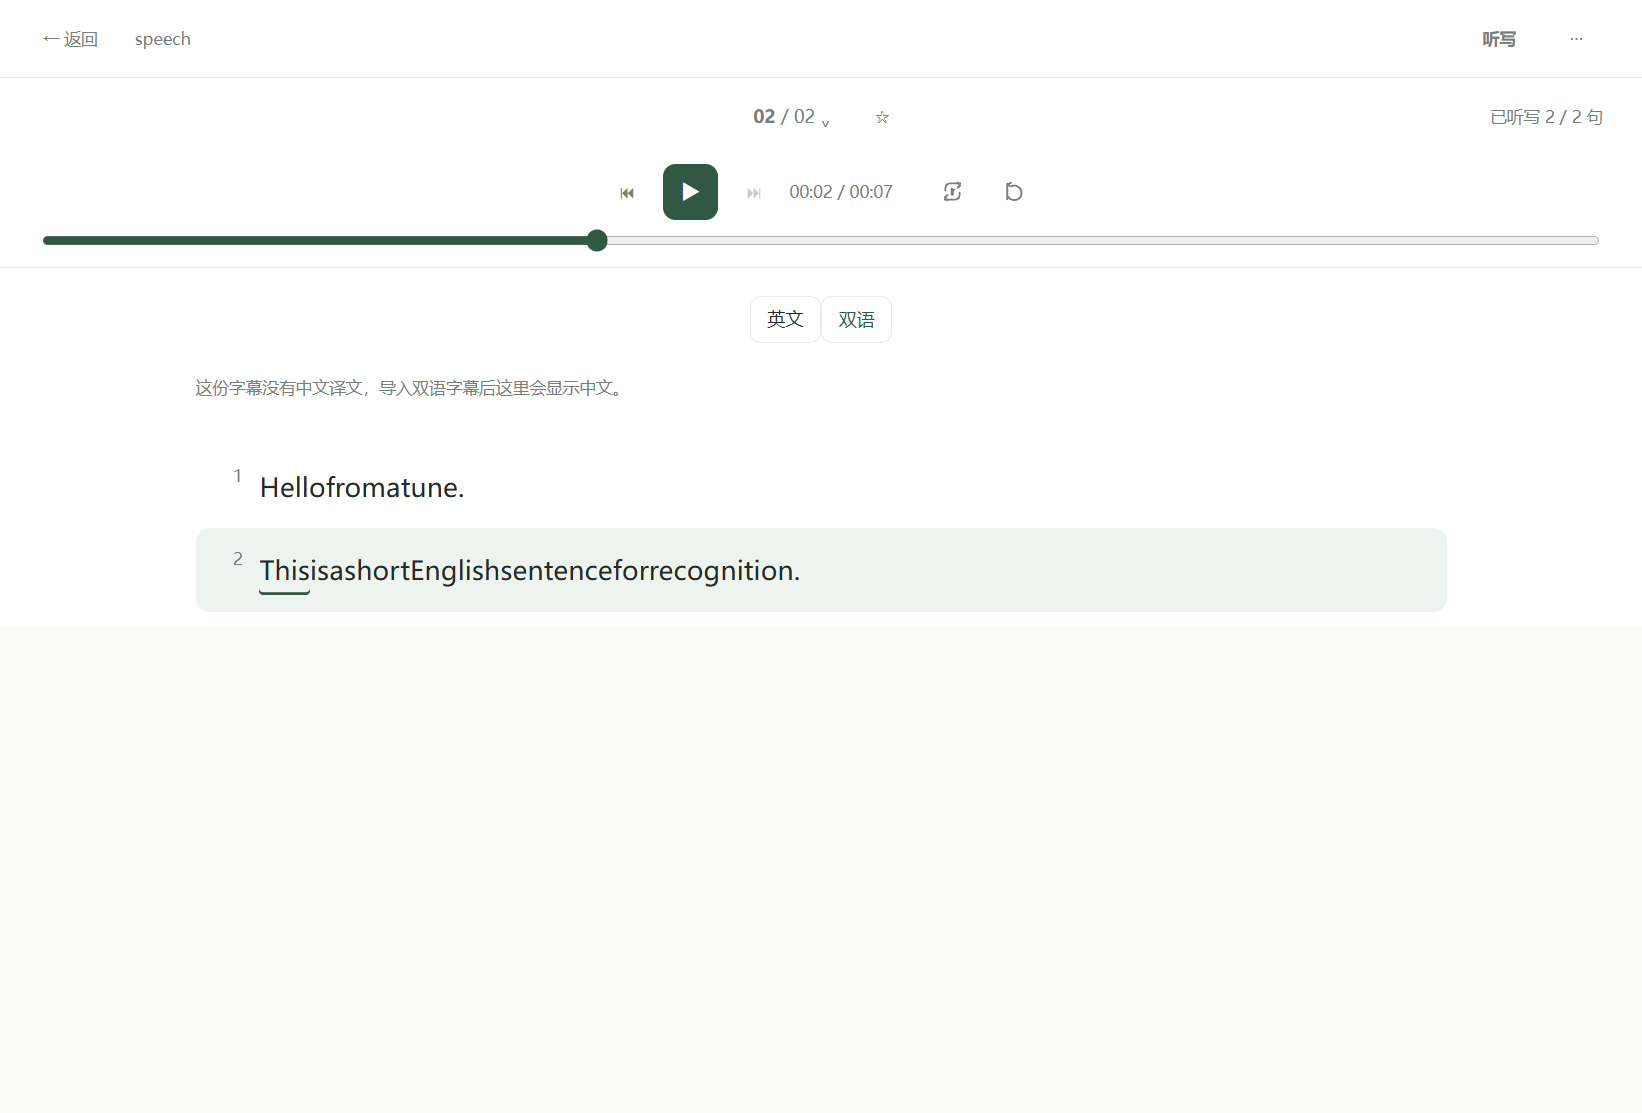 ← 返回 speech 听写 ...
02 / 02 ˅ ☆ 已听写 2 / 2 句
00:02 / 00:07
英文 双语
这份字幕没有中文译文，导入双语字幕后这里会显示中文。
1 Hellofromatune.
2 ThisisashortEnglishsentenceforrecognition.